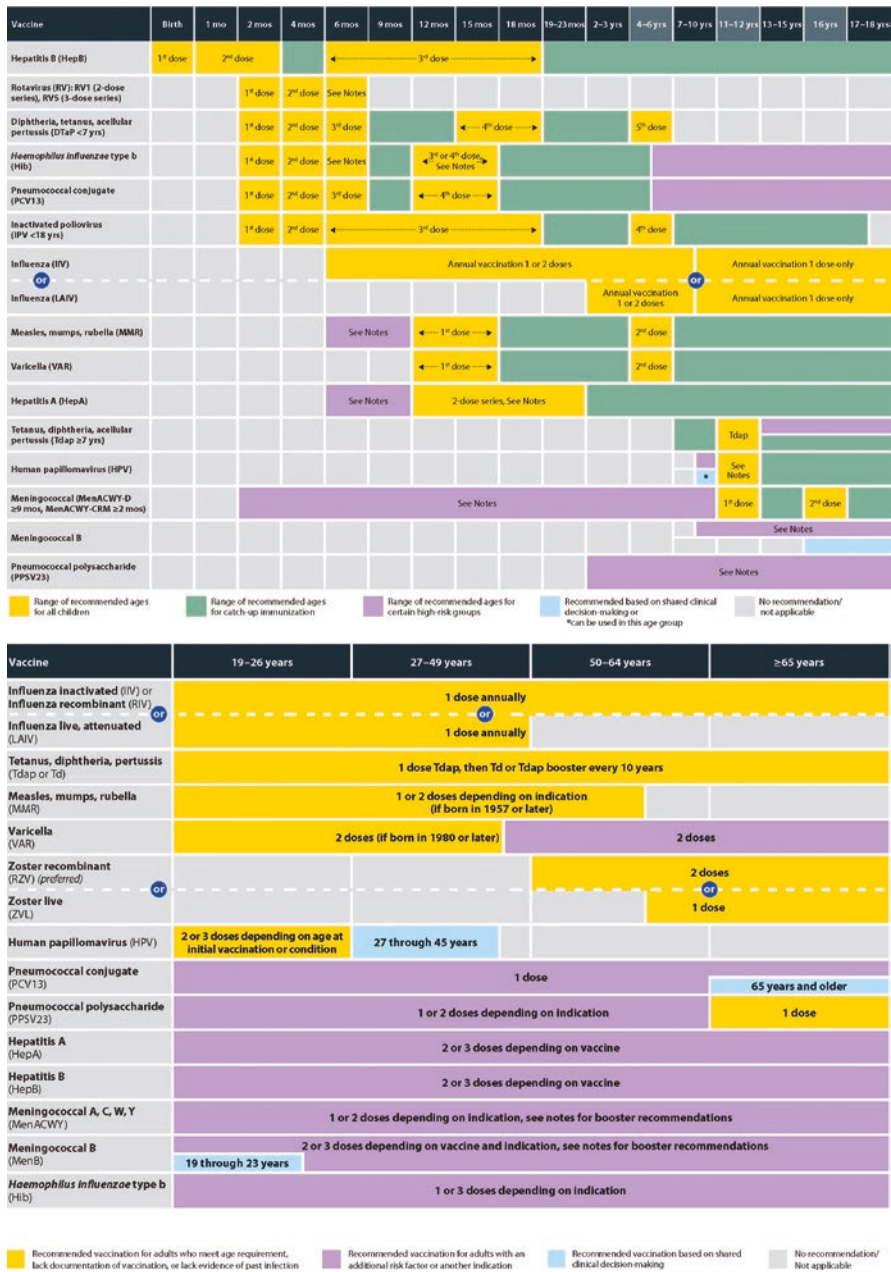 Vaccine Birth 1 mo 2 mos 4 mos 6 mos 9 mos 12 mos 15 mos 18 mos 19–23 mos 2–3 yrs 4–6 yrs 7–10 yrs 11–12 yrs 13–15 yrs 16 yrs 17–18 yrs
Hepatitis B (HepB) 1st dose 2nd dose 3rd dose
Rotavirus (RV): RV1 (2-dose
series), RV5 (3-dose series) 1st dose 2nd dose See Notes
Diphtheria, tetanus, acellular
pertussis (DTaP <7 yrs) 1st dose 2nd dose 3rd dose 4th dose 5th dose
Haemophilus influenzae type b
(Hib) 1st dose 2nd dose See Notes 3rd or 4th dose,
See Notes
Pneumococcal conjugate
(PCV13) 1st dose 2nd dose 3rd dose 4th dose
Inactivated poliovirus
(IPV <18 yrs) 1st dose 2nd dose 3rd dose 4th dose
Influenza (IIV) Annual vaccination 1 or 2 doses Annual vaccination 1 dose only
or or
Influenza (LAIV) Annual vaccination
1 or 2 doses Annual vaccination 1 dose only
Measles, mumps, rubella (MMR) See Notes 1st dose 2nd dose
Varicella (VAR) 1st dose 2nd dose
Hepatitis A (HepA) See Notes 2-dose series, See Notes
Tetanus, diphtheria, acellular
pertussis (Tdap ≥7 yrs) Tdap
Human papillomavirus (HPV) * See
Notes
Meningococcal (MenACWY-D
≥9 mos, MenACWY-CRM ≥2 mos) See Notes 1st dose 2nd dose
Meningococcal B See Notes
Pneumococcal polysaccharide
(PPSV23) See Notes
Range of recommended ages
for all children
Range of recommended ages
for catch-up immunization
Range of recommended ages for
certain high-risk groups
Recommended based on shared clinical
decision-making or
*can be used in this age group
No recommendation/
not applicable
Vaccine 19–26 years 27–49 years 50–64 years ≥65 years
Influenza inactivated (IIV) or
Influenza recombinant (RIV) 1 dose annually
or or
Influenza live, attenuated
(LAIV) 1 dose annually
Tetanus, diphtheria, pertussis
(Tdap or Td) 1 dose Tdap, then Td or Tdap booster every 10 years
Measles, mumps, rubella
(MMR) 1 or 2 doses depending on indication
(if born in 1957 or later)
Varicella
(VAR) 2 doses (if born in 1980 or later) 2 doses
Zoster recombinant
(RZV) (preferred) 2 doses
or or
Zoster live
(ZVL) 1 dose
Human papillomavirus (HPV) 2 or 3 doses depending on age at
initial vaccination or condition 27 through 45 years
Pneumococcal conjugate
(PCV13) 1 dose 65 years and older
Pneumococcal polysaccharide
(PPSV23) 1 or 2 doses depending on indication 1 dose
Hepatitis A
(HepA) 2 or 3 doses depending on vaccine
Hepatitis B
(HepB) 2 or 3 doses depending on vaccine
Meningococcal A, C, W, Y
(MenACWY) 1 or 2 doses depending on indication, see notes for booster recommendations
Meningococcal B
(MenB) 2 or 3 doses depending on vaccine and indication, see notes for booster recommendations
19 through 23 years
Haemophilus influenzae type b
(Hib) 1 or 3 doses depending on indication
Recommended vaccination for adults who meet age requirement,
lack documentation of vaccination, or lack evidence of past infection
Recommended vaccination for adults with an
additional risk factor or another indication
Recommended vaccination based on shared
clinical decision-making
No recommendation/
Not applicable